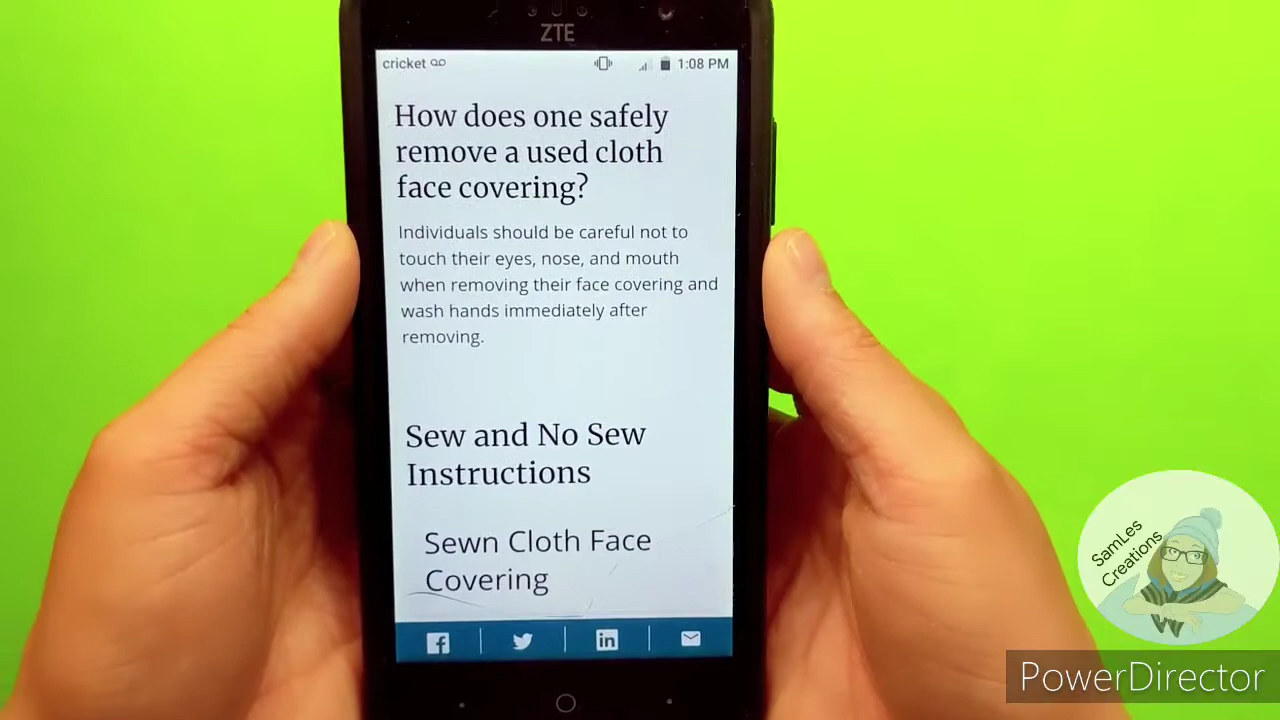 ZTE
cricket
1:08 PM
How does one safely
remove a used cloth
face covering?
Individuals should be careful not to
touch their eyes, nose, and mouth
when removing their face covering and
wash hands immediately after
removing.
Sew and No Sew
Instructions
Sewn Cloth Face
Covering
SamLes
Creations
PowerDirector